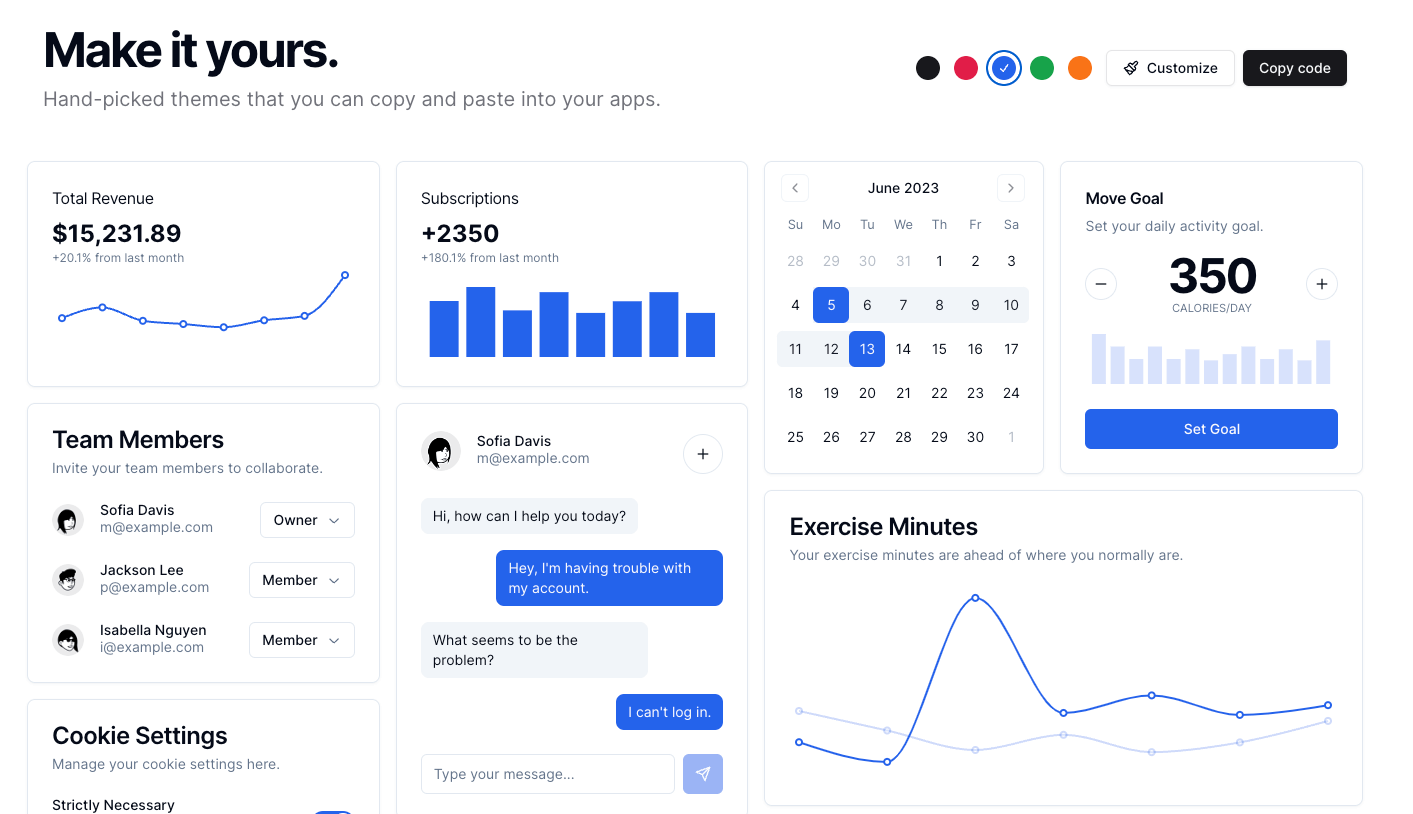 Make it yours.
Hand-picked themes that you can copy and paste into your apps.
Customize
Copy code
Total Revenue
$15,231.89
+20.1% from last month
Subscriptions
+2350
+180.1% from last month
June 2023
Su Mo Tu We Th Fr Sa
28 29 30 31 1 2 3
4 5 6 7 8 9 10
11 12 13 14 15 16 17
18 19 20 21 22 23 24
25 26 27 28 29 30 1
Move Goal
Set your daily activity goal.
350
CALORIES/DAY
Set Goal
Team Members
Invite your team members to collaborate.
Sofia Davis
m@example.com
Owner
Jackson Lee
p@example.com
Member
Isabella Nguyen
i@example.com
Member
Sofia Davis
m@example.com
Hi, how can I help you today?
Hey, I'm having trouble with
my account.
What seems to be the
problem?
I can't log in.
Type your message...
Exercise Minutes
Your exercise minutes are ahead of where you normally are.
Cookie Settings
Manage your cookie settings here.
Strictly Necessary